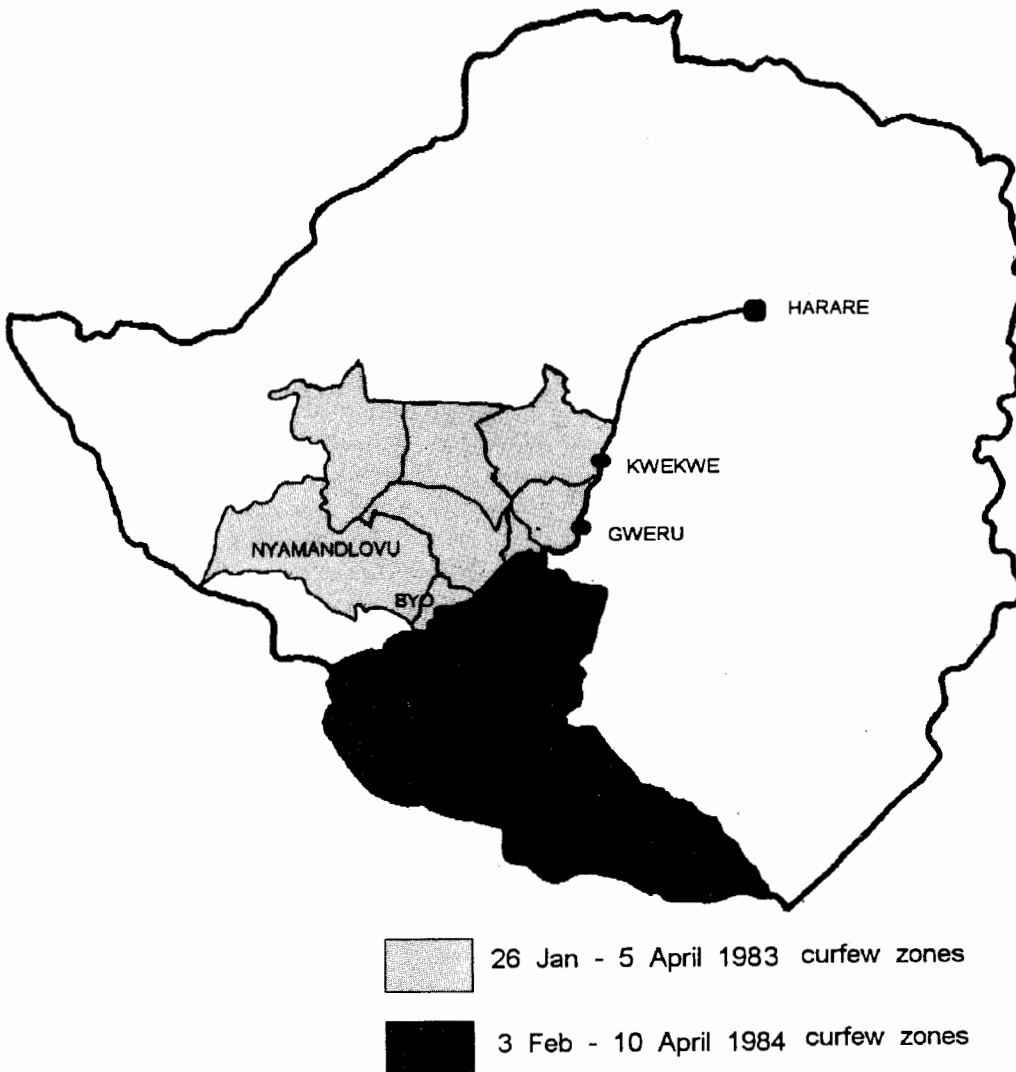 HARARE
KWEKWE
GWERU
NYAMANDLOVU
BYO
26 Jan - 5 April 1983 curfew zones
3 Feb - 10 April 1984 curfew zones